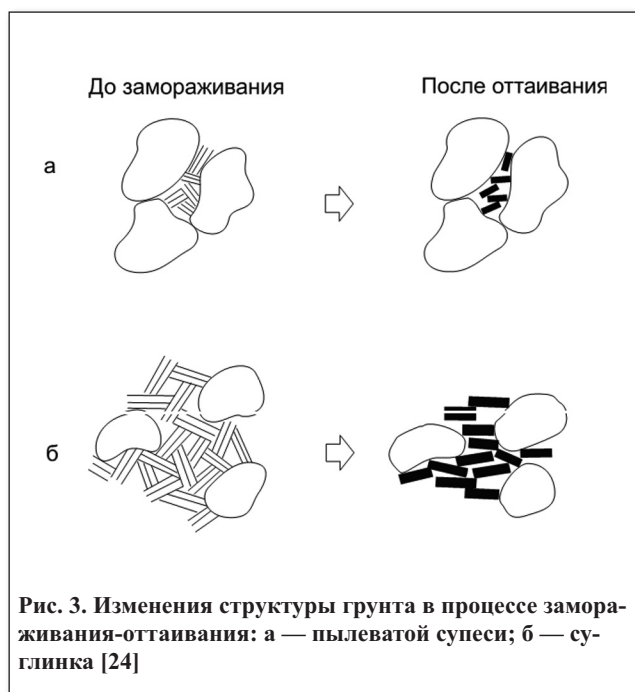 До замораживания После оттаивания
а
б
Рис. 3. Изменения структуры грунта в процессе замора-
живания-оттаивания: а — пылеватой супеси; б — су-
глинка [24]